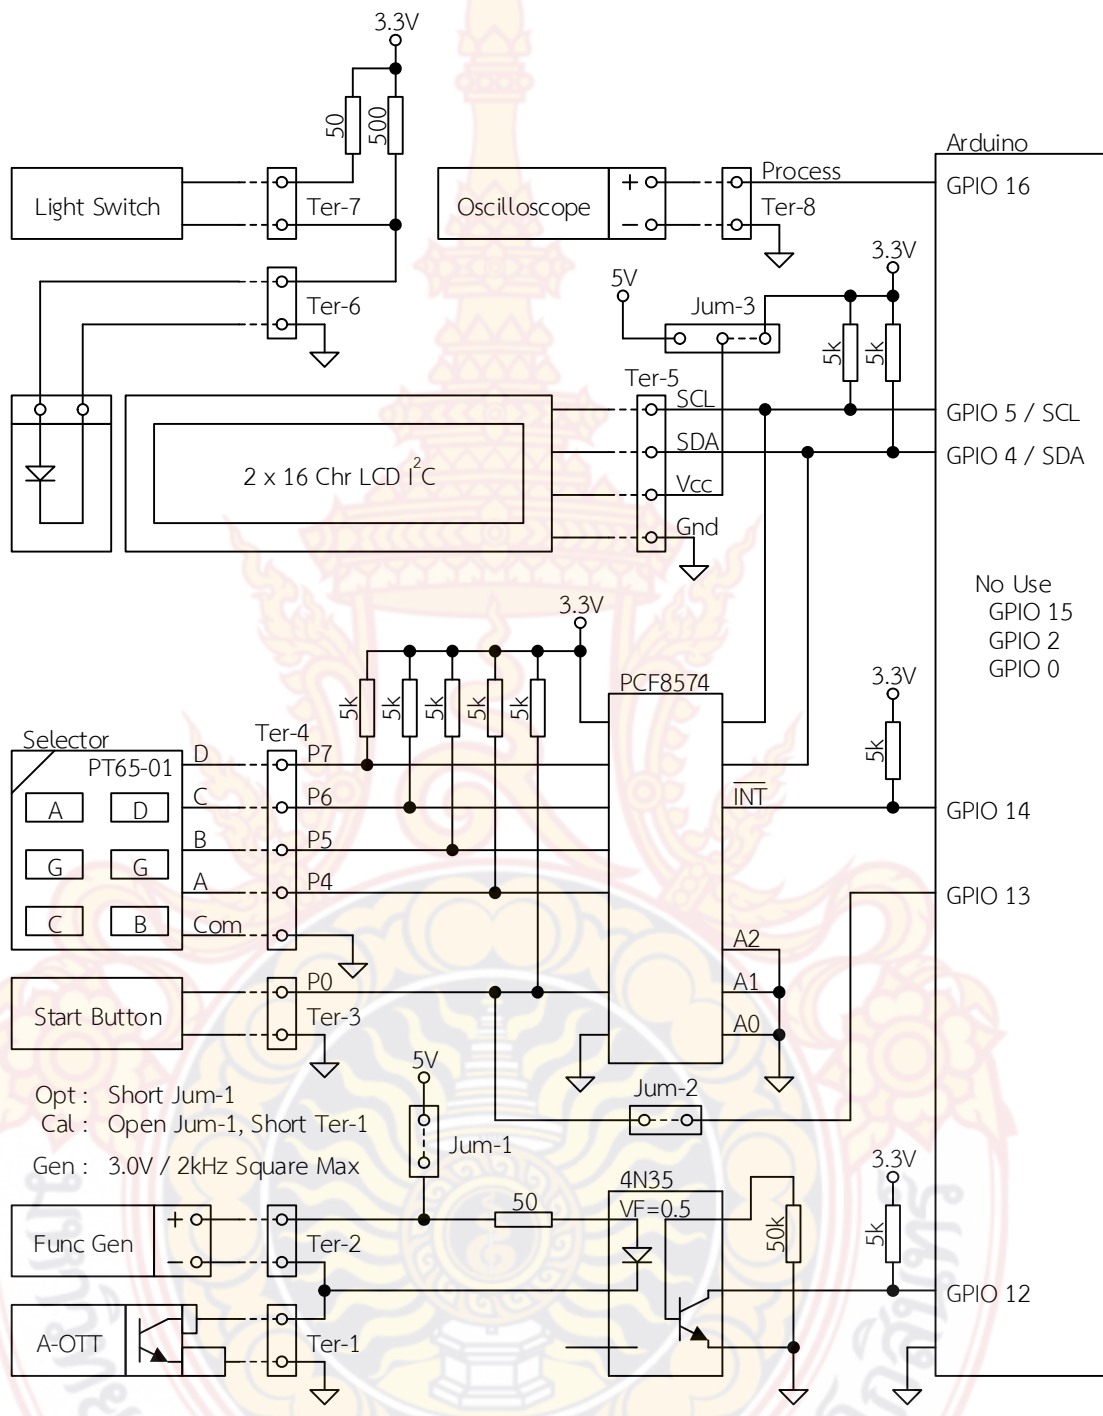 3.3V
50
500
Arduino
Light Switch
Ter-7
Oscilloscope
+
−
Process
Ter-8
GPIO 16
3.3V
5V
Jum-3
Ter-6
5k
5k
Ter-5
SCL
GPIO 5 / SCL
SDA
GPIO 4 / SDA
2 x 16 Chr LCD I²C
Vcc
Gnd
No Use
GPIO 15
GPIO 2
GPIO 0
3.3V
PCF8574
3.3V
5k
5k
5k
5k
5k
5k
Selector
PT65-01
Ter-4
D
P7
A
D
C
P6
INT
GPIO 14
B
P5
G
G
A
P4
GPIO 13
C
B
Com
A2
A1
A0
Start Button
P0
Ter-3
5V
Jum-2
Opt : Short Jum-1
Cal : Open Jum-1, Short Ter-1
Jum-1
Gen : 3.0V / 2kHz Square Max
3.3V
4N35
VF=0.5
50
50k
5k
Func Gen
+
−
Ter-2
GPIO 12
A-OTT
Ter-1